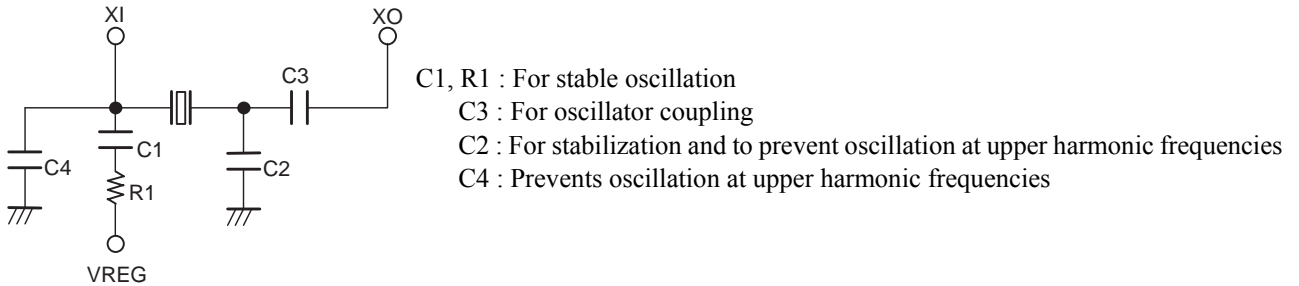 XI
XO
C3
C1, R1 : For stable oscillation
C3 : For oscillator coupling
C1
C2 : For stabilization and to prevent oscillation at upper harmonic frequencies
C4
C2
C4 : Prevents oscillation at upper harmonic frequencies
R1
VREG